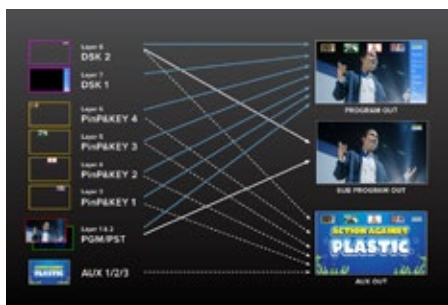 Layer 8
DSK 2
Layer 7
DSK 1
Layer 6
PinP&KEY 4
Layer 5
PinP&KEY 3
Layer 4
PinP&KEY 2
Layer 3
PinP&KEY 1
Layer 1&2
PGM/PST
AUX 1/2/3
PROGRAM OUT
SUB PROGRAM OUT
ACTION AGAINST
PLASTIC
AUX OUT